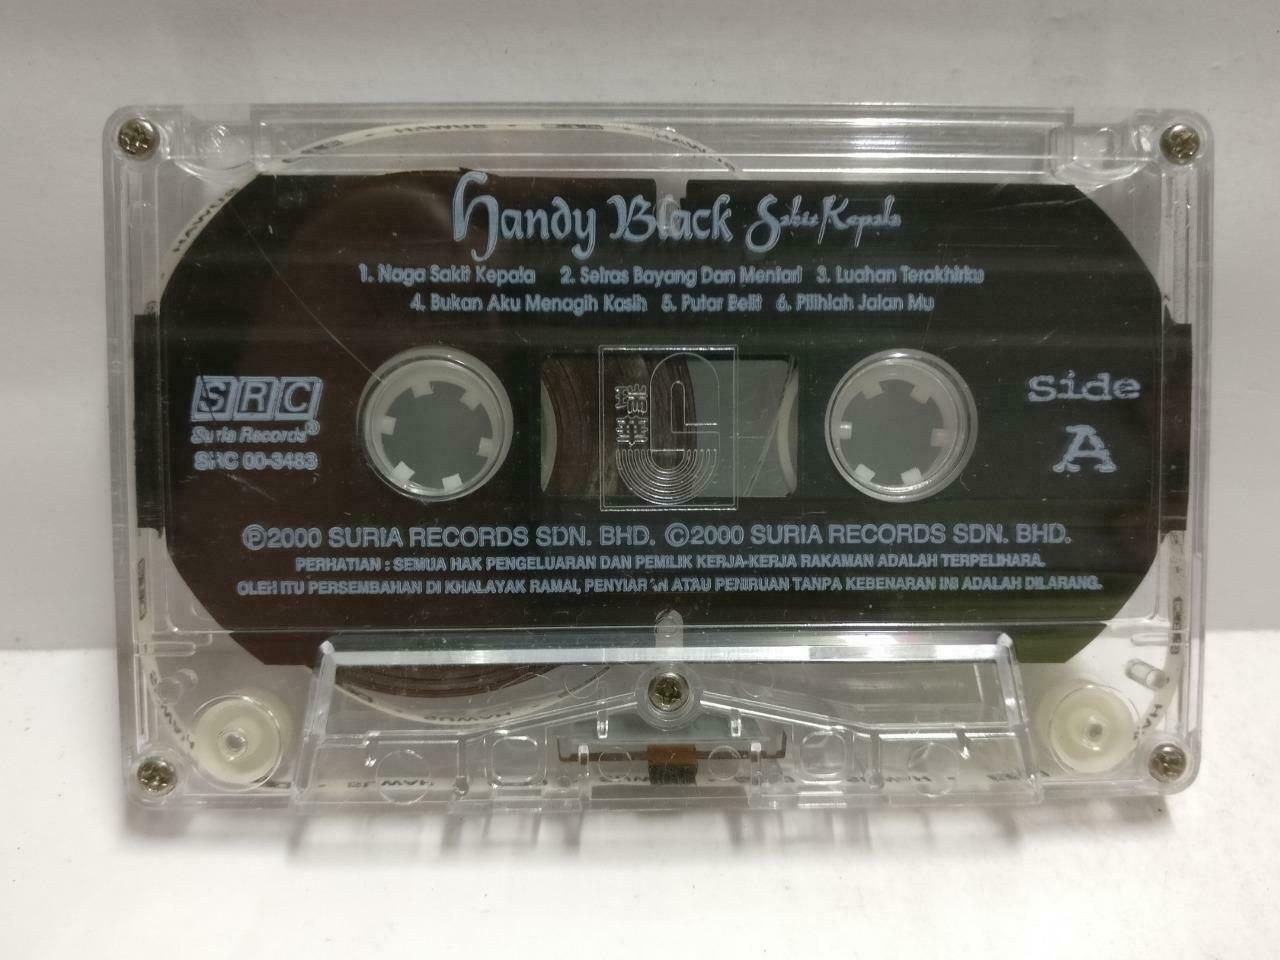 Handy Black Sakit Kepala
1. Naga Sakit Kepala 2. Seiras Bayang Dan Mentari 3. Luahan Terakhirku
4. Bukan Aku Menagih Kasih 5. Putar Belit 6. Pilihlah Jalan Mu
SRC
Suria Records®
SRC 00-3483
瑞華
Side
A
℗2000 SURIA RECORDS SDN. BHD. ©2000 SURIA RECORDS SDN. BHD.
PERHATIAN : SEMUA HAK PENGELUARAN DAN PEMILIK KERJA-KERJA RAKAMAN ADALAH TERPELIHARA.
OLEH ITU PERSEMBAHAN DI KHALAYAK RAMAI, PENYIARAN ATAU PENIRUAN TANPA KEBENARAN INI ADALAH DILARANG.